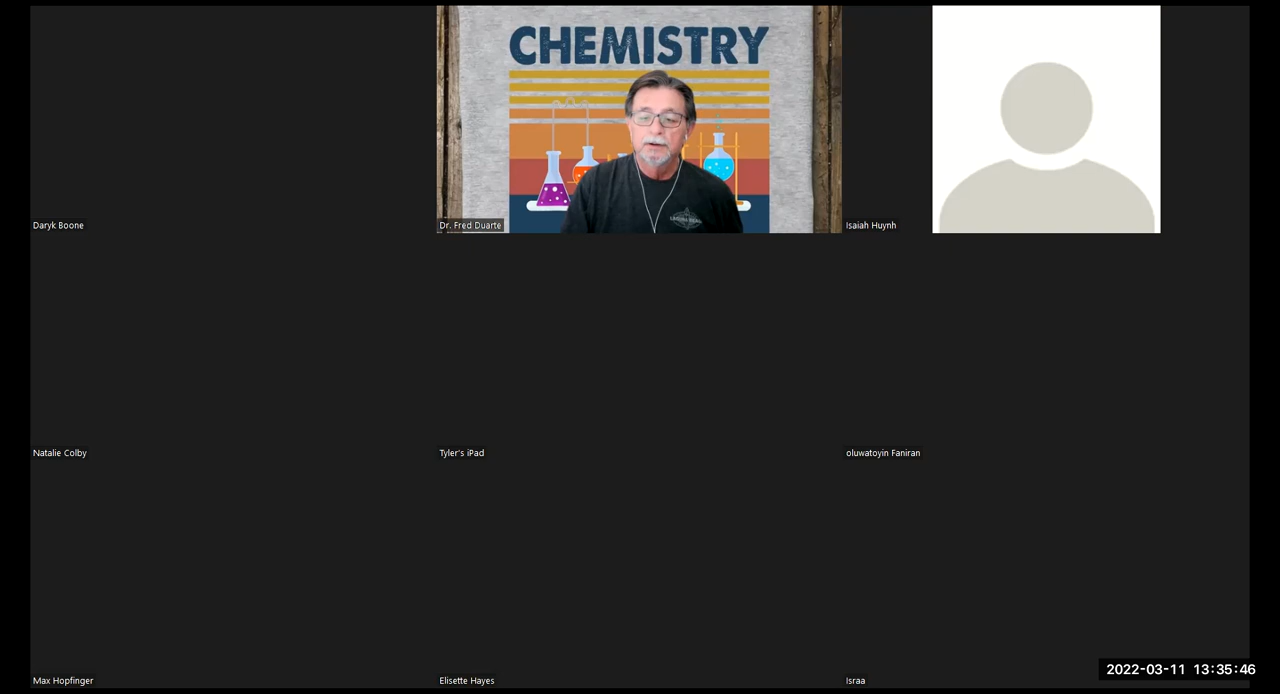 CHEMISTRY
Daryk Boone
Dr. Fred Duarte
Isaiah Huynh
Natalie Colby
Tyler's iPad
oluwatoyin Faniran
Max Hopfinger
Elisette Hayes
Israa
2022-03-11 13:35:46